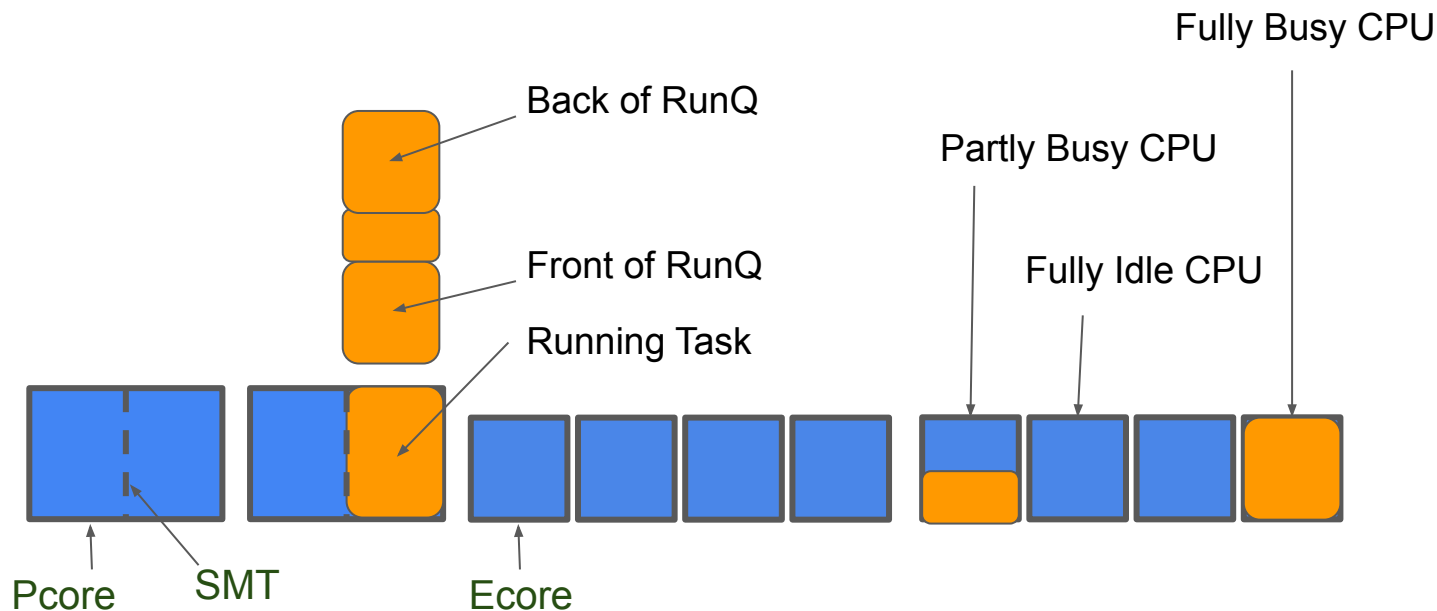 Fully Busy CPU
Back of RunQ
Partly Busy CPU
Front of RunQ
Fully Idle CPU
Running Task
Pcore
SMT
Ecore